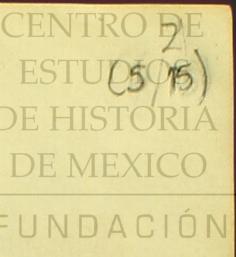 CENTRO DE
2
ESTUDIOS
(5/15)
DE HISTORIA
DE MEXICO
FUNDACIÓN